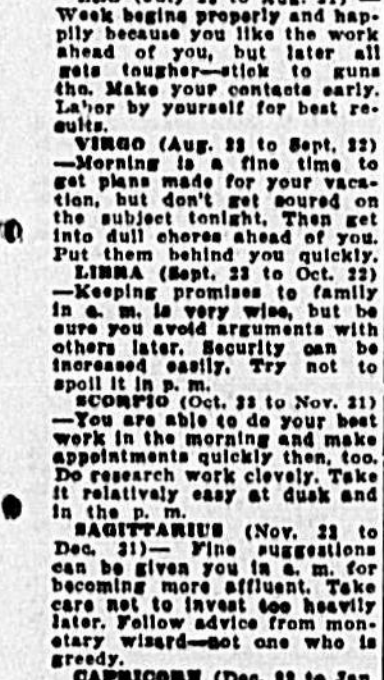 Week begins properly and hap-
pily because you like the work
ahead of you, but later all
gets tougher—stick to guns
tho. Make your contacts early.
Labor by yourself for best re-
sults.
VIRGO (Aug. 22 to Sept. 22)
—Morning is a fine time to
get plans made for your vaca-
tion, but don't get soured on
the subject tonight. Then get
into dull chores ahead of you.
Put them behind you quickly.
LIBRA (Sept. 23 to Oct. 22)
—Keeping promises to family
in a. m. is very wise, but be
sure you avoid arguments with
others later. Security can be
increased easily. Try not to
spoil it in p. m.
SCORPIO (Oct. 23 to Nov. 21)
—You are able to do your best
work in the morning and make
appointments quickly then, too.
Do research work clevely. Take
it relatively easy at dusk and
in the p. m.
SAGITTARIUS (Nov. 22 to
Dec. 21)— Fine suggestions
can be given you in a. m. for
becoming more affluent. Take
care not to invest too heavily
later. Follow advice from mon-
etary wizard—not one who is
greedy.
CAPRICORN (Dec. 22 to Jan.